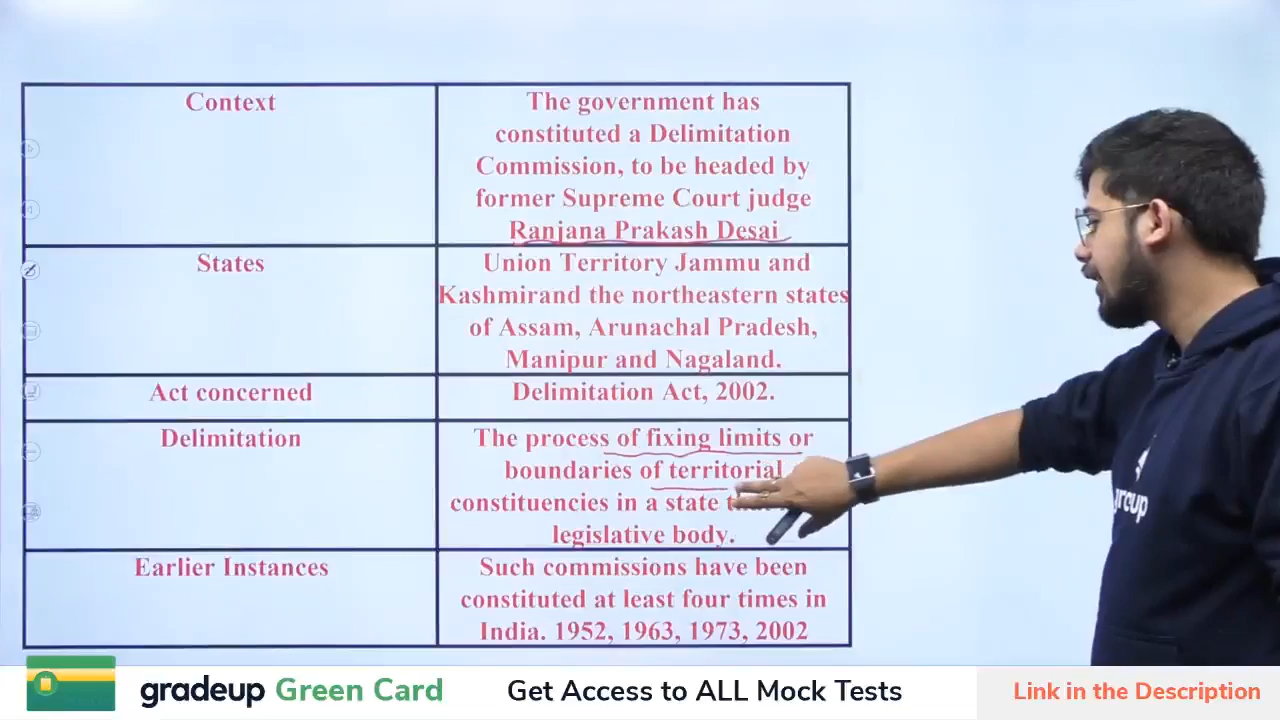 Context
The government has
constituted a Delimitation
Commission, to be headed by
former Supreme Court judge
Ranjana Prakash Desai
States
Union Territory Jammu and
Kashmirand the northeastern states
of Assam, Arunachal Pradesh,
Manipur and Nagaland.
Act concerned
Delimitation Act, 2002.
Delimitation
The process of fixing limits or
boundaries of territorial
constituencies in a state
legislative body.
Earlier Instances
Such commissions have been
constituted at least four times in
India. 1952, 1963, 1973, 2002
gradeup Green Card
Get Access to ALL Mock Tests
Link in the Description